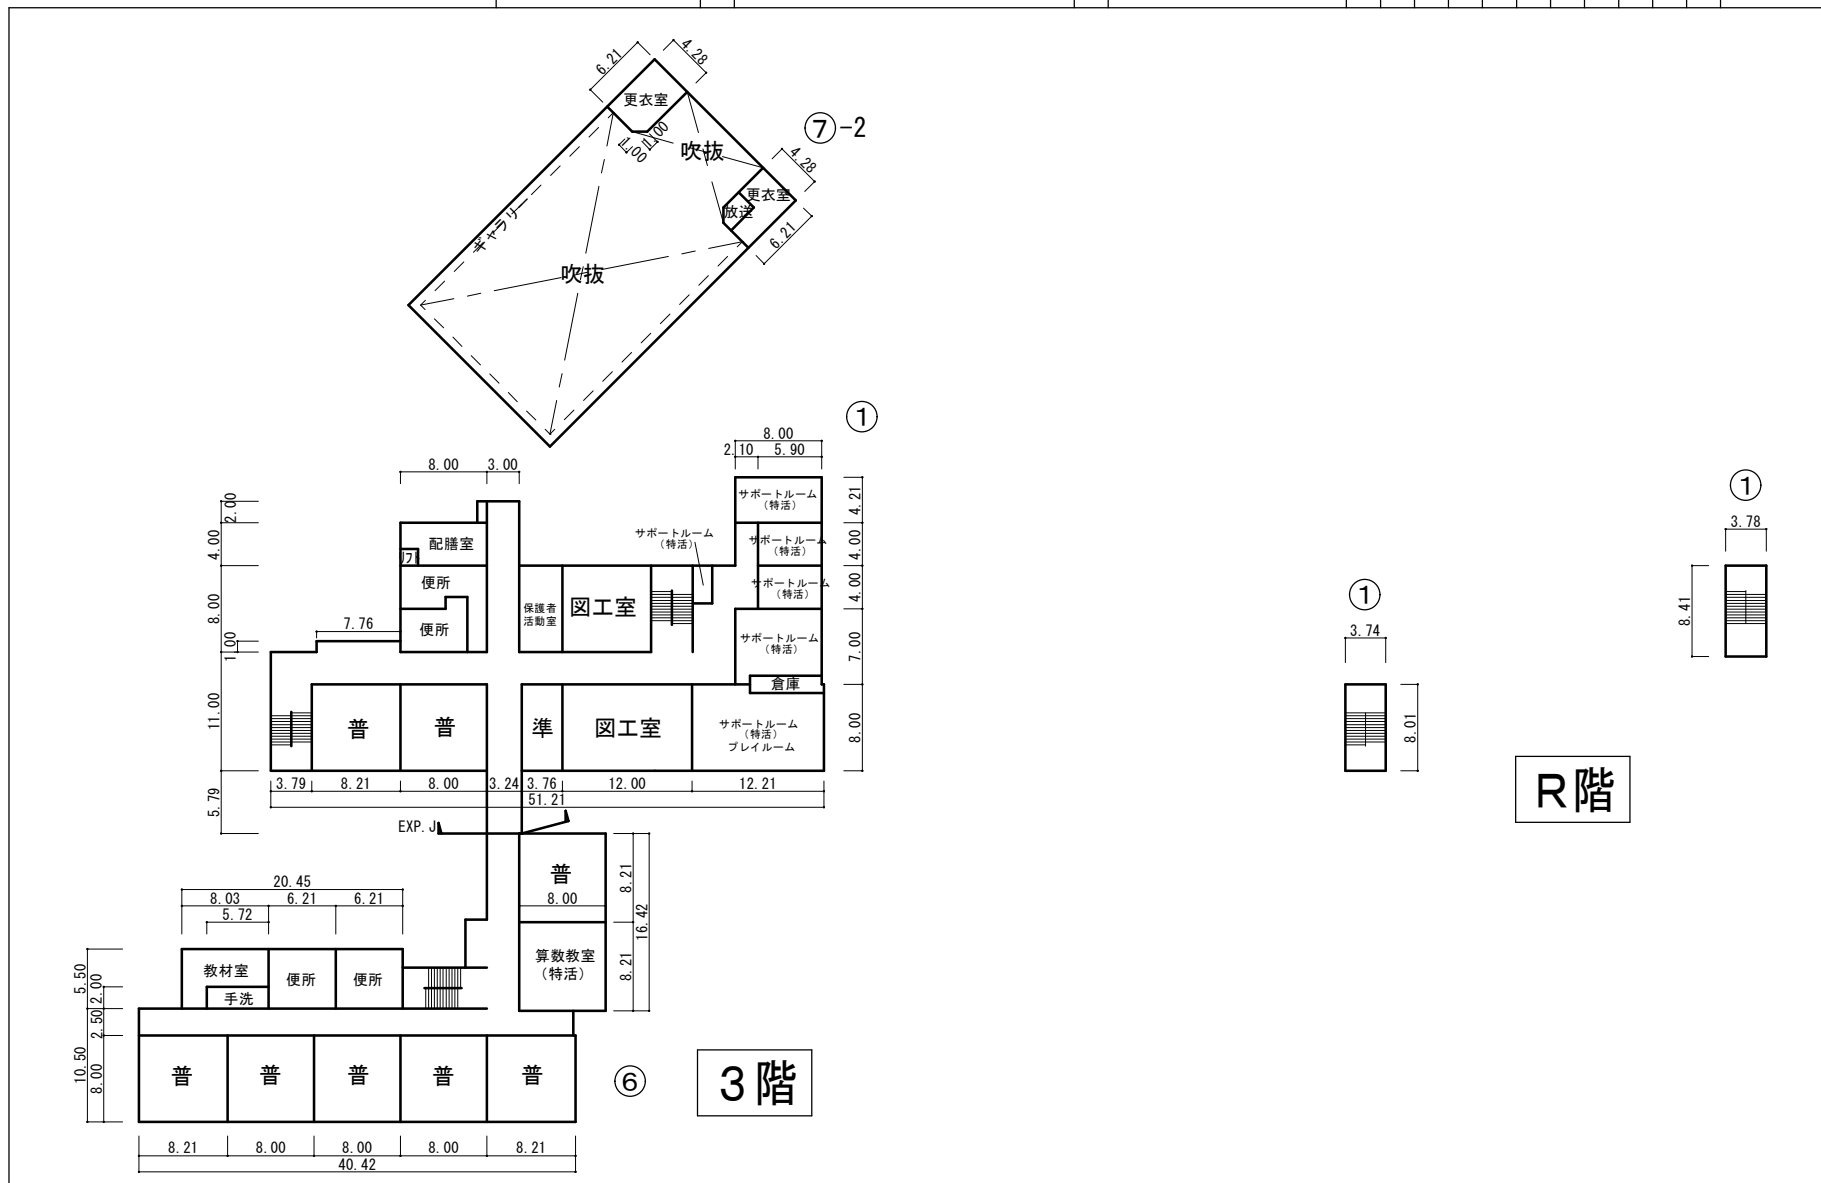 6.21
4.28
更衣室
1.00
1.00
⑦-2
吹抜
4.28
更衣室
放送
6.21
ギャラリー
吹抜
①
8.00
2.10
5.90
8.00
3.00
サポートルーム
(特活)
4.21
2.00
4.00
配膳室
リフト
サポートルーム
(特活)
サポートルーム
(特活)
4.00
便所
保護者
活動室
図工室
サポートルーム
(特活)
4.00
8.00
便所
7.76
1.00
サポートルーム
(特活)
7.00
倉庫
11.00
普
普
準
図工室
サポートルーム
(特活)
プレイルーム
8.00
3.79
8.21
8.00
3.24
3.76
12.00
12.21
51.21
5.79
EXP.J
普
8.00
8.21
16.42
算数教室
(特活)
8.21
20.45
8.03
6.21
6.21
5.72
教材室
便所
便所
手洗
5.50
2.00
2.50
10.50
8.00
普
普
普
普
普
⑥
3階
8.21
8.00
8.00
8.00
8.21
40.42
①
3.74
8.01
①
3.78
8.41
R階